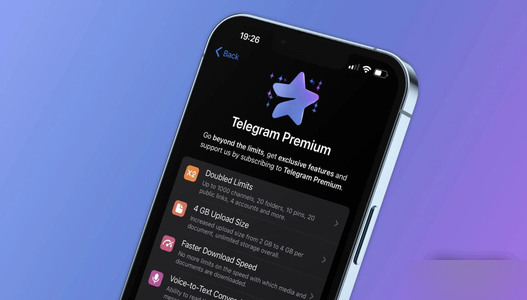 19:26
Back
Telegram Premium
Go beyond the limits, get exclusive features and
support us by subscribing to Telegram Premium.
X2
Doubled Limits
Up to 1000 channels, 20 folders, 10 pins, 20
public links, 4 accounts and more.
4 GB Upload Size
Increased upload size from 2 GB to 4 GB per
document, unlimited storage overall.
Faster Download Speed
No more limits on the speed with which media and
documents are downloaded.
Voice-to-Text
Ability to read